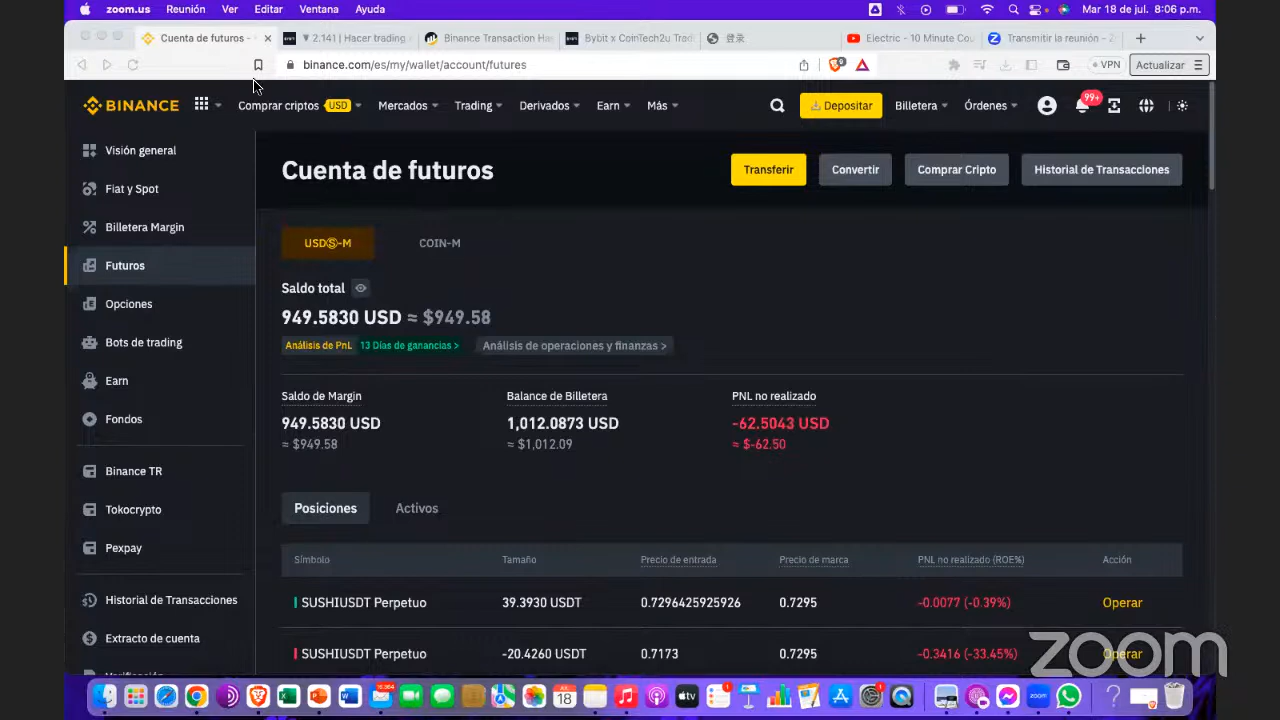 zoom.us Reunión Ver Editar Ventana Ayuda Mar 18 de jul. 8:06 p.m.
Cuenta de futuros - 2.141 | Hacer trading Binance Transaction Ha Bybit x CoinTech2u Trad 登录 Electric - 10 Minute Cou Transmitir la reunión - Z
binance.com/es/my/wallet/account/futures VPN Actualizar
BINANCE Comprar criptos USD Mercados Trading Derivados Earn Más Depositar Billetera Órdenes 99+
Visión general
Fiat y Spot
Billetera Margin
Futuros
Opciones
Bots de trading
Earn
Fondos
Binance TR
Tokocrypto
Pexpay
Historial de Transacciones
Extracto de cuenta
Cuenta de futuros Transferir Convertir Comprar Cripto Historial de Transacciones
USDⓈ-M COIN-M
Saldo total
949.5830 USD ≈ $949.58
Análisis de PnL 13 Días de ganancias > Análisis de operaciones y finanzas >
Saldo de Margin Balance de Billetera PNL no realizado
949.5830 USD 1,012.0873 USD -62.5043 USD
≈ $949.58 ≈ $1,012.09 ≈ $-62.50
Posiciones Activos
Símbolo Tamaño Precio de entrada Precio de marca PNL no realizado (ROE%) Acción
SUSHIUSDT Perpetuo 39.3930 USDT 0.7296425925926 0.7295 -0.0077 (-0.39%) Operar
SUSHIUSDT Perpetuo -20.4260 USDT 0.7173 0.7295 -0.3416 (-33.45%) Operar
zoom